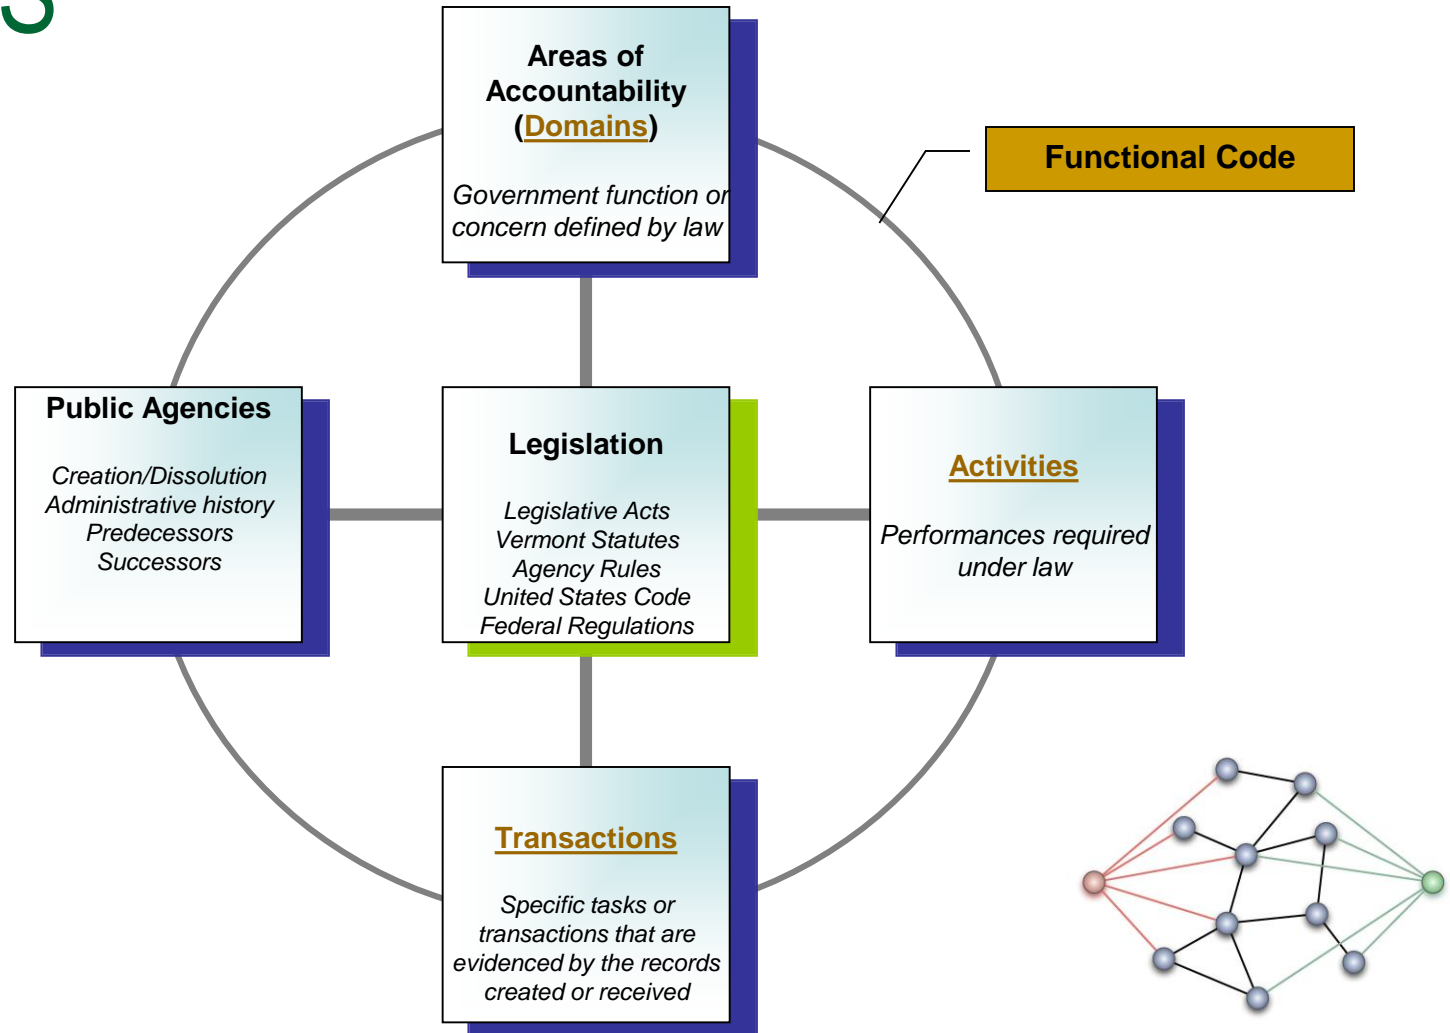 Areas of
Accountability
(Domains)
Government function or
concern defined by law
Functional Code
Public Agencies
Creation/Dissolution
Administrative history
Predecessors
Successors
Legislation
Legislative Acts
Vermont Statutes
Agency Rules
United States Code
Federal Regulations
Activities
Performances required
under law
Transactions
Specific tasks or
transactions that are
evidenced by the records
created or received